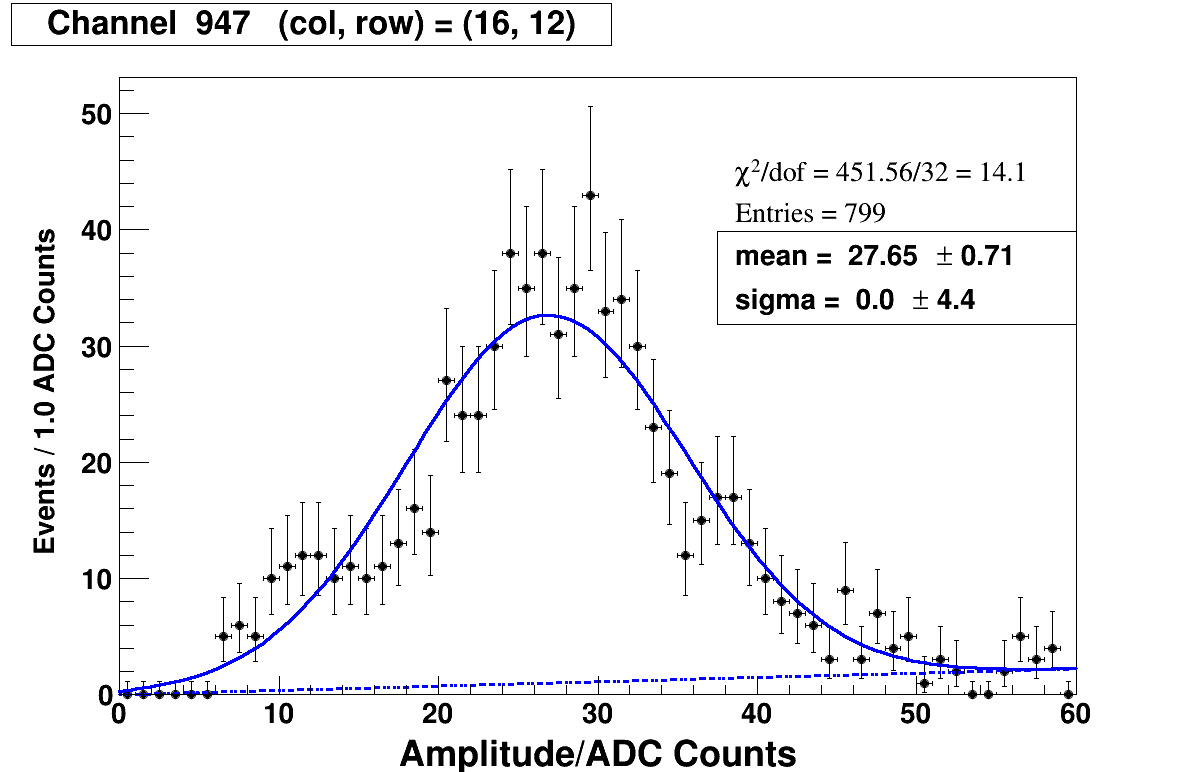 Channel 947 (col, row) = (16, 12)
χ²/dof = 451.56/32 = 14.1
Entries = 799
mean = 27.65 ± 0.71
sigma = 0.0 ± 4.4
Events / 1.0 ADC Counts
50
40
30
20
10
0
0 10 20 30 40 50 60
Amplitude/ADC Counts